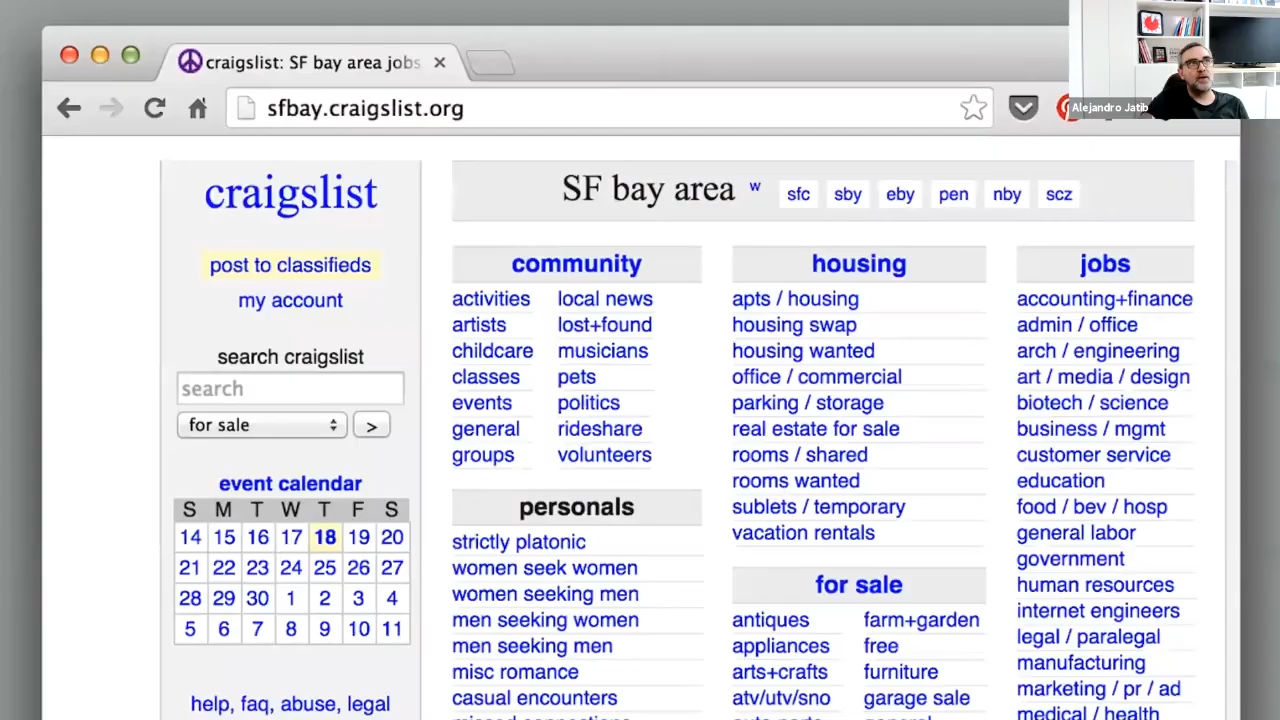 craigslist: SF bay area jobs
sfbay.craigslist.org
Alejandro Jatib
craigslist
post to classifieds
my account
search craigslist
search
for sale
>
event calendar
S M T W T F S
14 15 16 17 18 19 20
21 22 23 24 25 26 27
28 29 30 1 2 3 4
5 6 7 8 9 10 11
help, faq, abuse, legal
SF bay area w sfc sby eby pen nby scz
community
activities local news
artists lost+found
childcare musicians
classes pets
events politics
general rideshare
groups volunteers
personals
strictly platonic
women seek women
women seeking men
men seeking women
men seeking men
misc romance
casual encounters
missed connections
housing
apts / housing
housing swap
housing wanted
office / commercial
parking / storage
real estate for sale
rooms / shared
rooms wanted
sublets / temporary
vacation rentals
for sale
antiques farm+garden
appliances free
arts+crafts furniture
atv/utv/sno garage sale
auto parts general
jobs
accounting+finance
admin / office
arch / engineering
art / media / design
biotech / science
business / mgmt
customer service
education
food / bev / hosp
general labor
government
human resources
internet engineers
legal / paralegal
manufacturing
marketing / pr / ad
medical / health